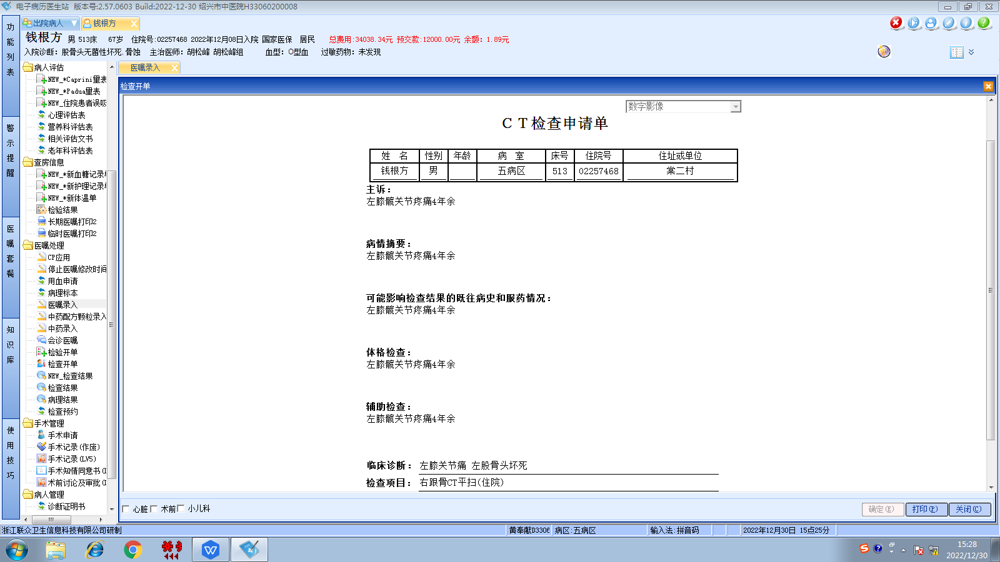 电子病历医生站 版本号:2.57.0603 Build:2022-12-30 绍兴市中医院H33060200008
功能列表
警示提醒
医嘱套餐
知识库
使用技巧
出院病人
钱根方
钱根方 男 513床 67岁 住院号:02257468 2022年12月08日入院 国家医保 居民 总费用:34038.34元 预交款:12000.00元 余额: 1.89元
入院诊断: 股骨头无菌性坏死,骨蚀 主治医师: 胡松峰 胡松峰组 血型: O型血 过敏药物: 未发现
病人评估
NEW_*Caprini量表
NEW_*Padua量表
NEW_住院患者误吸
心理评估表
营养科评估表
相关评估文书
老年科评估表
查房信息
NEW_*新血糖记录单
NEW_*新护理记录单
NEW_*新体温单
检验结果
长期医嘱打印2
临时医嘱打印2
医嘱处理
CP应用
停止医嘱修改时间
用血申请
病理标本
医嘱录入
中药配方颗粒录入
中药录入
会诊医嘱
检验开单
检查开单
NEW_检查结果
检查结果
病理结果
检查预约
手术管理
手术申请
手术记录(作废)
手术记录(LV5)
手术知情同意书(
术前讨论及审批(
病人管理
诊断证明书
医嘱录入
检查开单
数字影像
CT检查申请单
姓 名 性别 年龄 病 室 床号 住院号 住址或单位
钱根方 男 五病区 513 02257468 棠二村
主诉:
左膝髋关节疼痛4年余
病情摘要:
左膝髋关节疼痛4年余
可能影响检查结果的既往病史和服药情况:
左膝髋关节疼痛4年余
体格检查:
左膝髋关节疼痛4年余
辅助检查:
左膝髋关节疼痛4年余
临床诊断: 左膝关节痛 左股骨头坏死
检查项目: 右跟骨CT平扫(住院)
心脏 术前 小儿科
确定(E) 打印(P) 关闭(C)
浙江联众卫生信息科技有限公司研制 黄奉献D3306 病区:五病区 输入法:拼音码 2022年12月30日 15点25分
15:28
2022/12/30